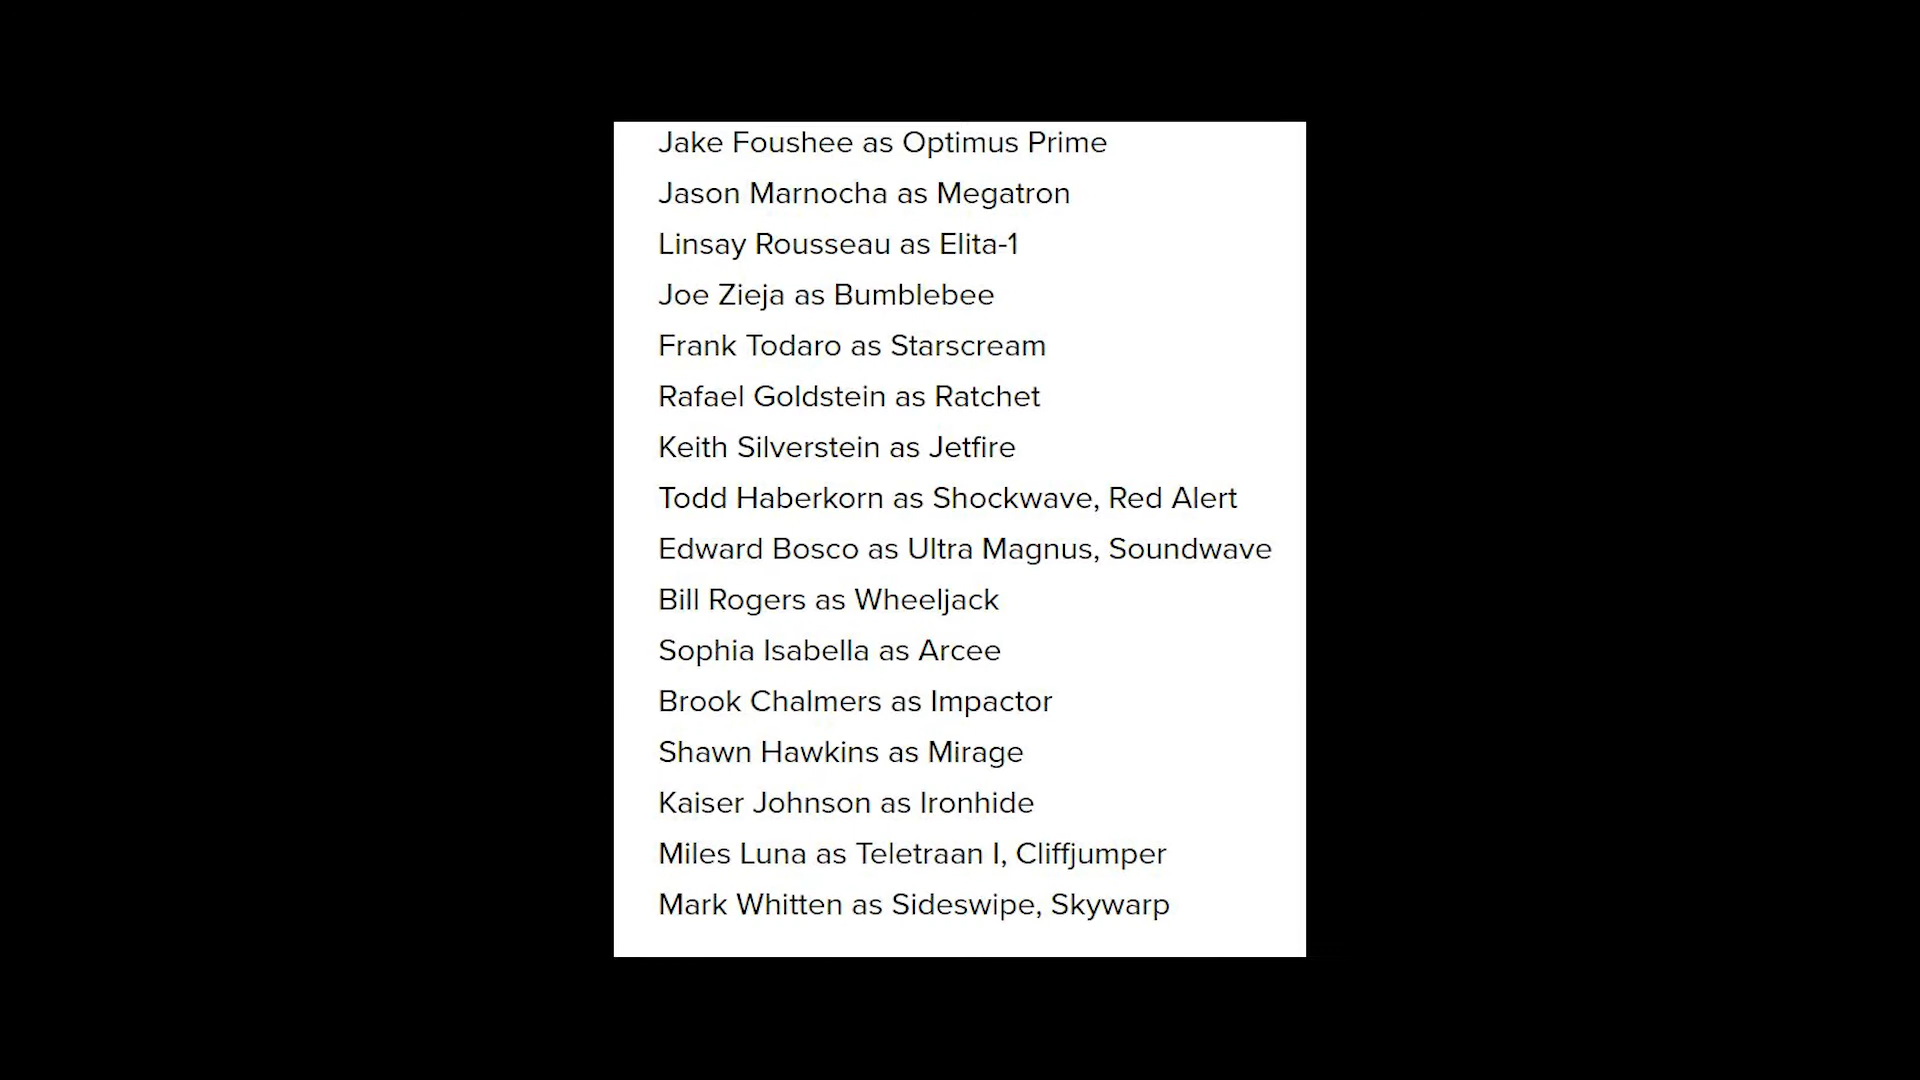 Jake Foushee as Optimus Prime
Jason Marnocha as Megatron
Linsay Rousseau as Elita-1
Joe Zieja as Bumblebee
Frank Todaro as Starscream
Rafael Goldstein as Ratchet
Keith Silverstein as Jetfire
Todd Haberkorn as Shockwave, Red Alert
Edward Bosco as Ultra Magnus, Soundwave
Bill Rogers as Wheeljack
Sophia Isabella as Arcee
Brook Chalmers as Impactor
Shawn Hawkins as Mirage
Kaiser Johnson as Ironhide
Miles Luna as Teletraan I, Cliffjumper
Mark Whitten as Sideswipe, Skywarp